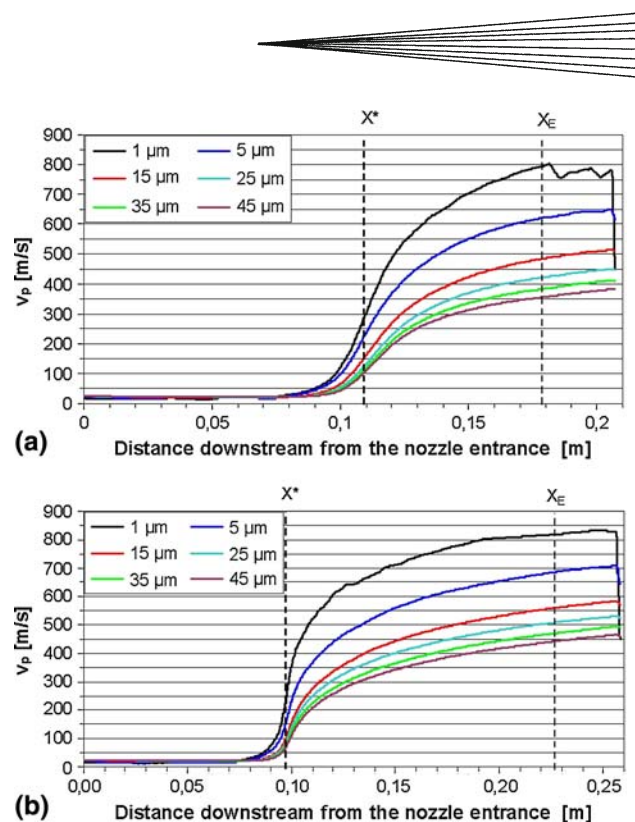 X* X_E
900
800
700
600
500
400
300
200
100
0
v_p [m/s]
1 µm 5 µm
15 µm 25 µm
35 µm 45 µm
0 0,05 0,1 0,15 0,2
(a) Distance downstream from the nozzle entrance [m]
X* X_E
900
800
700
600
500
400
300
200
100
0
v_p [m/s]
1 µm 5 µm
15 µm 25 µm
35 µm 45 µm
0,00 0,05 0,10 0,15 0,20 0,25
(b) Distance downstream from the nozzle entrance [m]